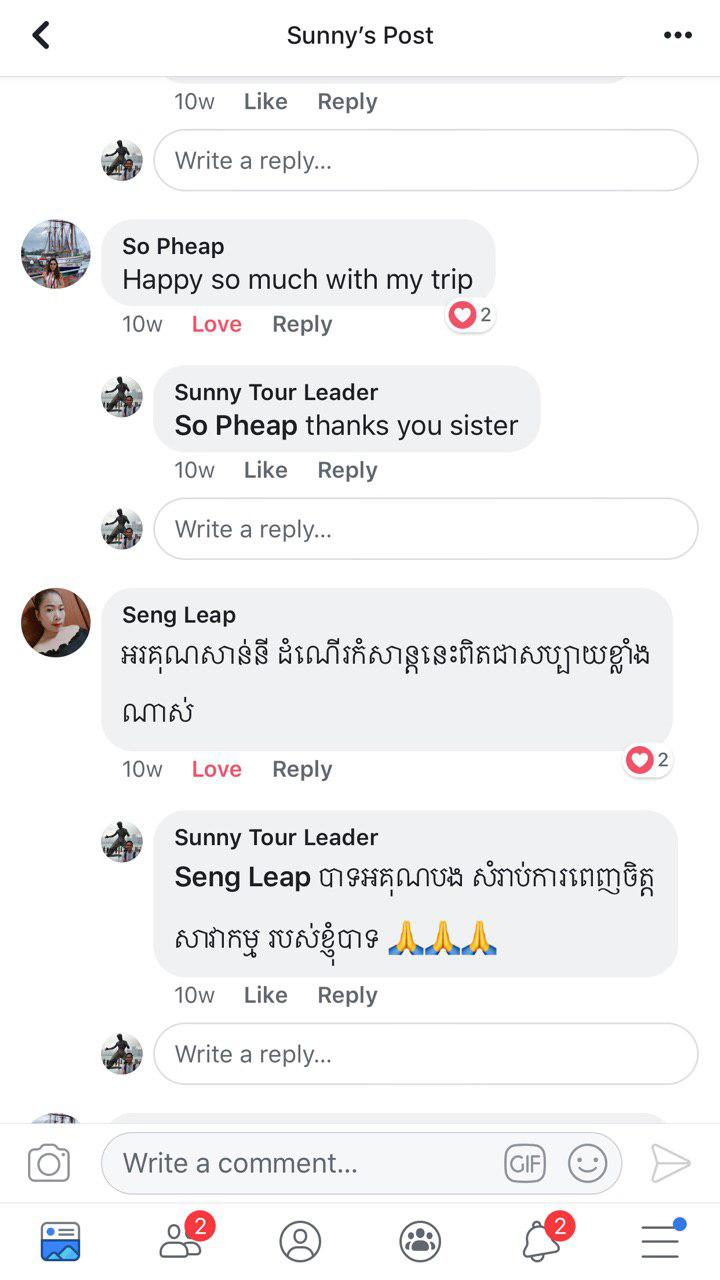 Sunny's Post
10w Like Reply
Write a reply...
So Pheap
Happy so much with my trip
10w Love Reply
2
Sunny Tour Leader
So Pheap thanks you sister
10w Like Reply
Write a reply...
Seng Leap
អរគុណសាន់នី ដំណើរកំសាន្តនេះពិតជាសប្បាយខ្លាំង
ណាស់
10w Love Reply
2
Sunny Tour Leader
Seng Leap បាទអគុណបង សំរាប់ការពេញចិត្ត
សាវាកម្ម របស់ខ្ញុំបាទ 🙏🙏🙏
10w Like Reply
Write a reply...
Write a comment...
GIF
2
2